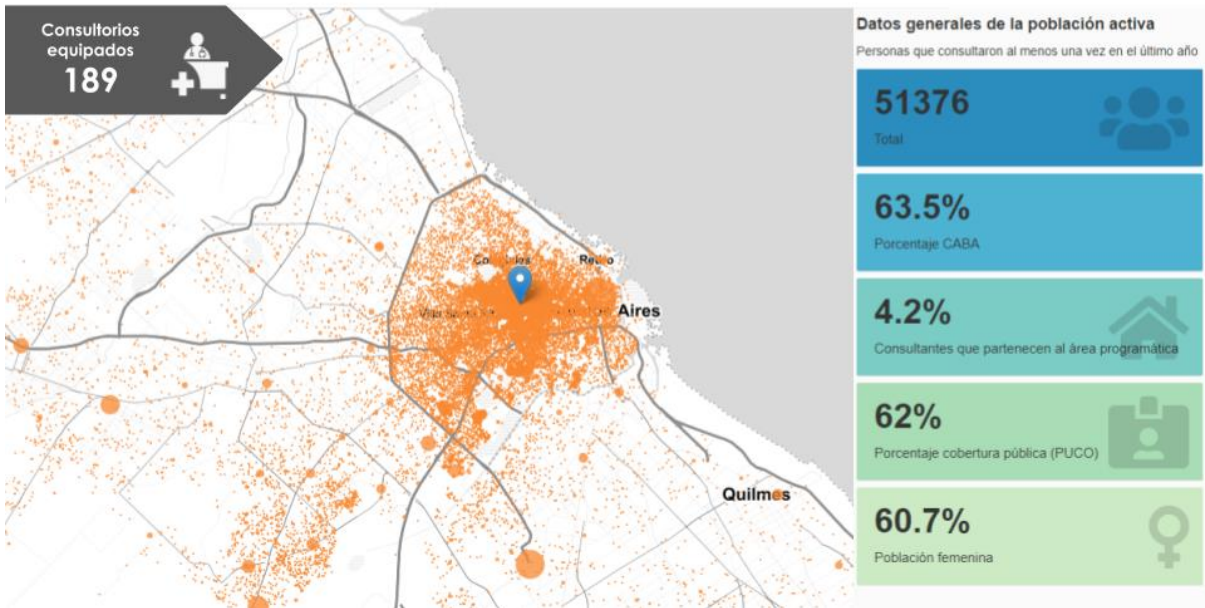 Consultorios
equipados
189
Aires
Quilmes
Datos generales de la población activa
Personas que consultaron al menos una vez en el último año
51376
Total
63.5%
Porcentaje CABA
4.2%
Consultantes que partenecen al área programática
62%
Porcentaje cobertura pública (PUCO)
60.7%
Población femenina